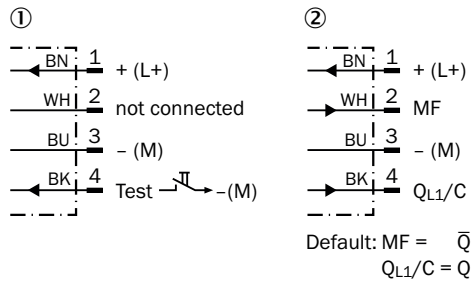 ① ②
BN 1 + (L+) BN 1 + (L+)
WH 2 not connected WH 2 MF
BU 3 – (M) BU 3 – (M)
BK 4 Test –(M) BK 4 QL1/C
Default: MF = Q̅
QL1/C = Q